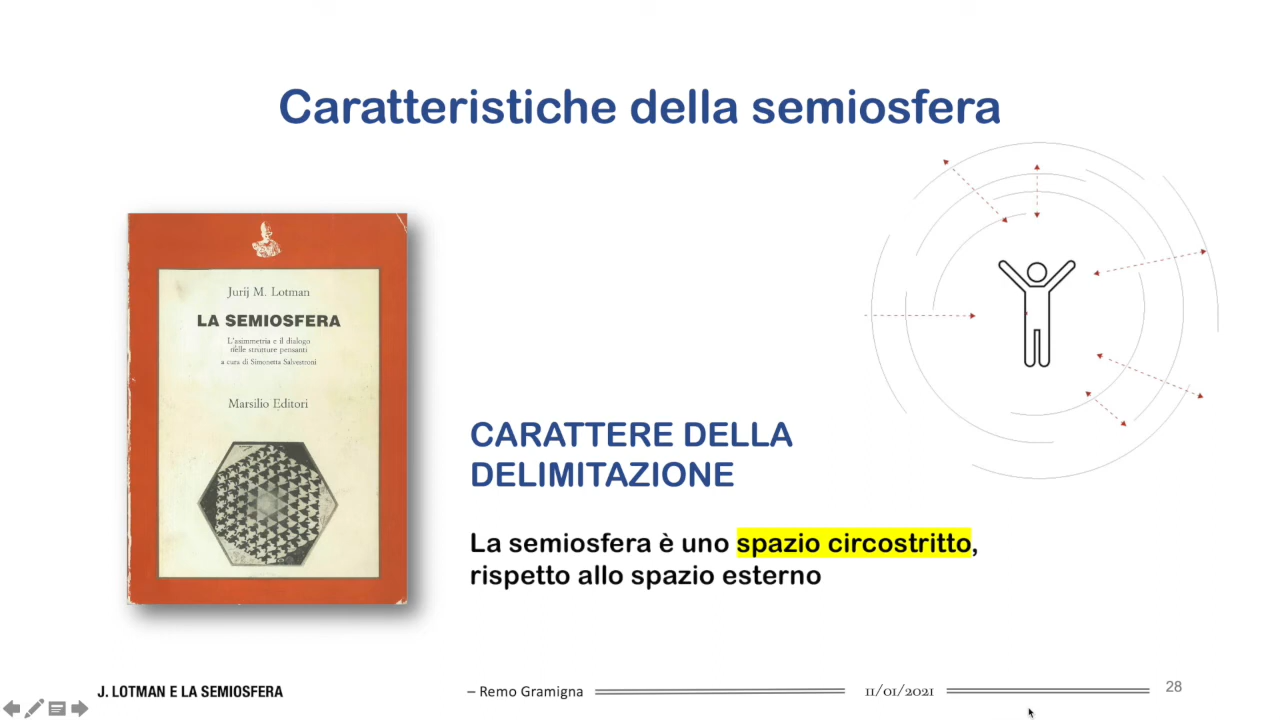 Caratteristiche della semiosfera
Jurij M. Lotman
LA SEMIOSFERA
L'asimmetria e il dialogo
nelle strutture pensanti
a cura di Simonetta Salvestroni
Marsilio Editori
CARATTERE DELLA
DELIMITAZIONE
La semiosfera è uno spazio circostritto,
rispetto allo spazio esterno
J. LOTMAN E LA SEMIOSFERA
– Remo Gramigna
11/01/2021
28